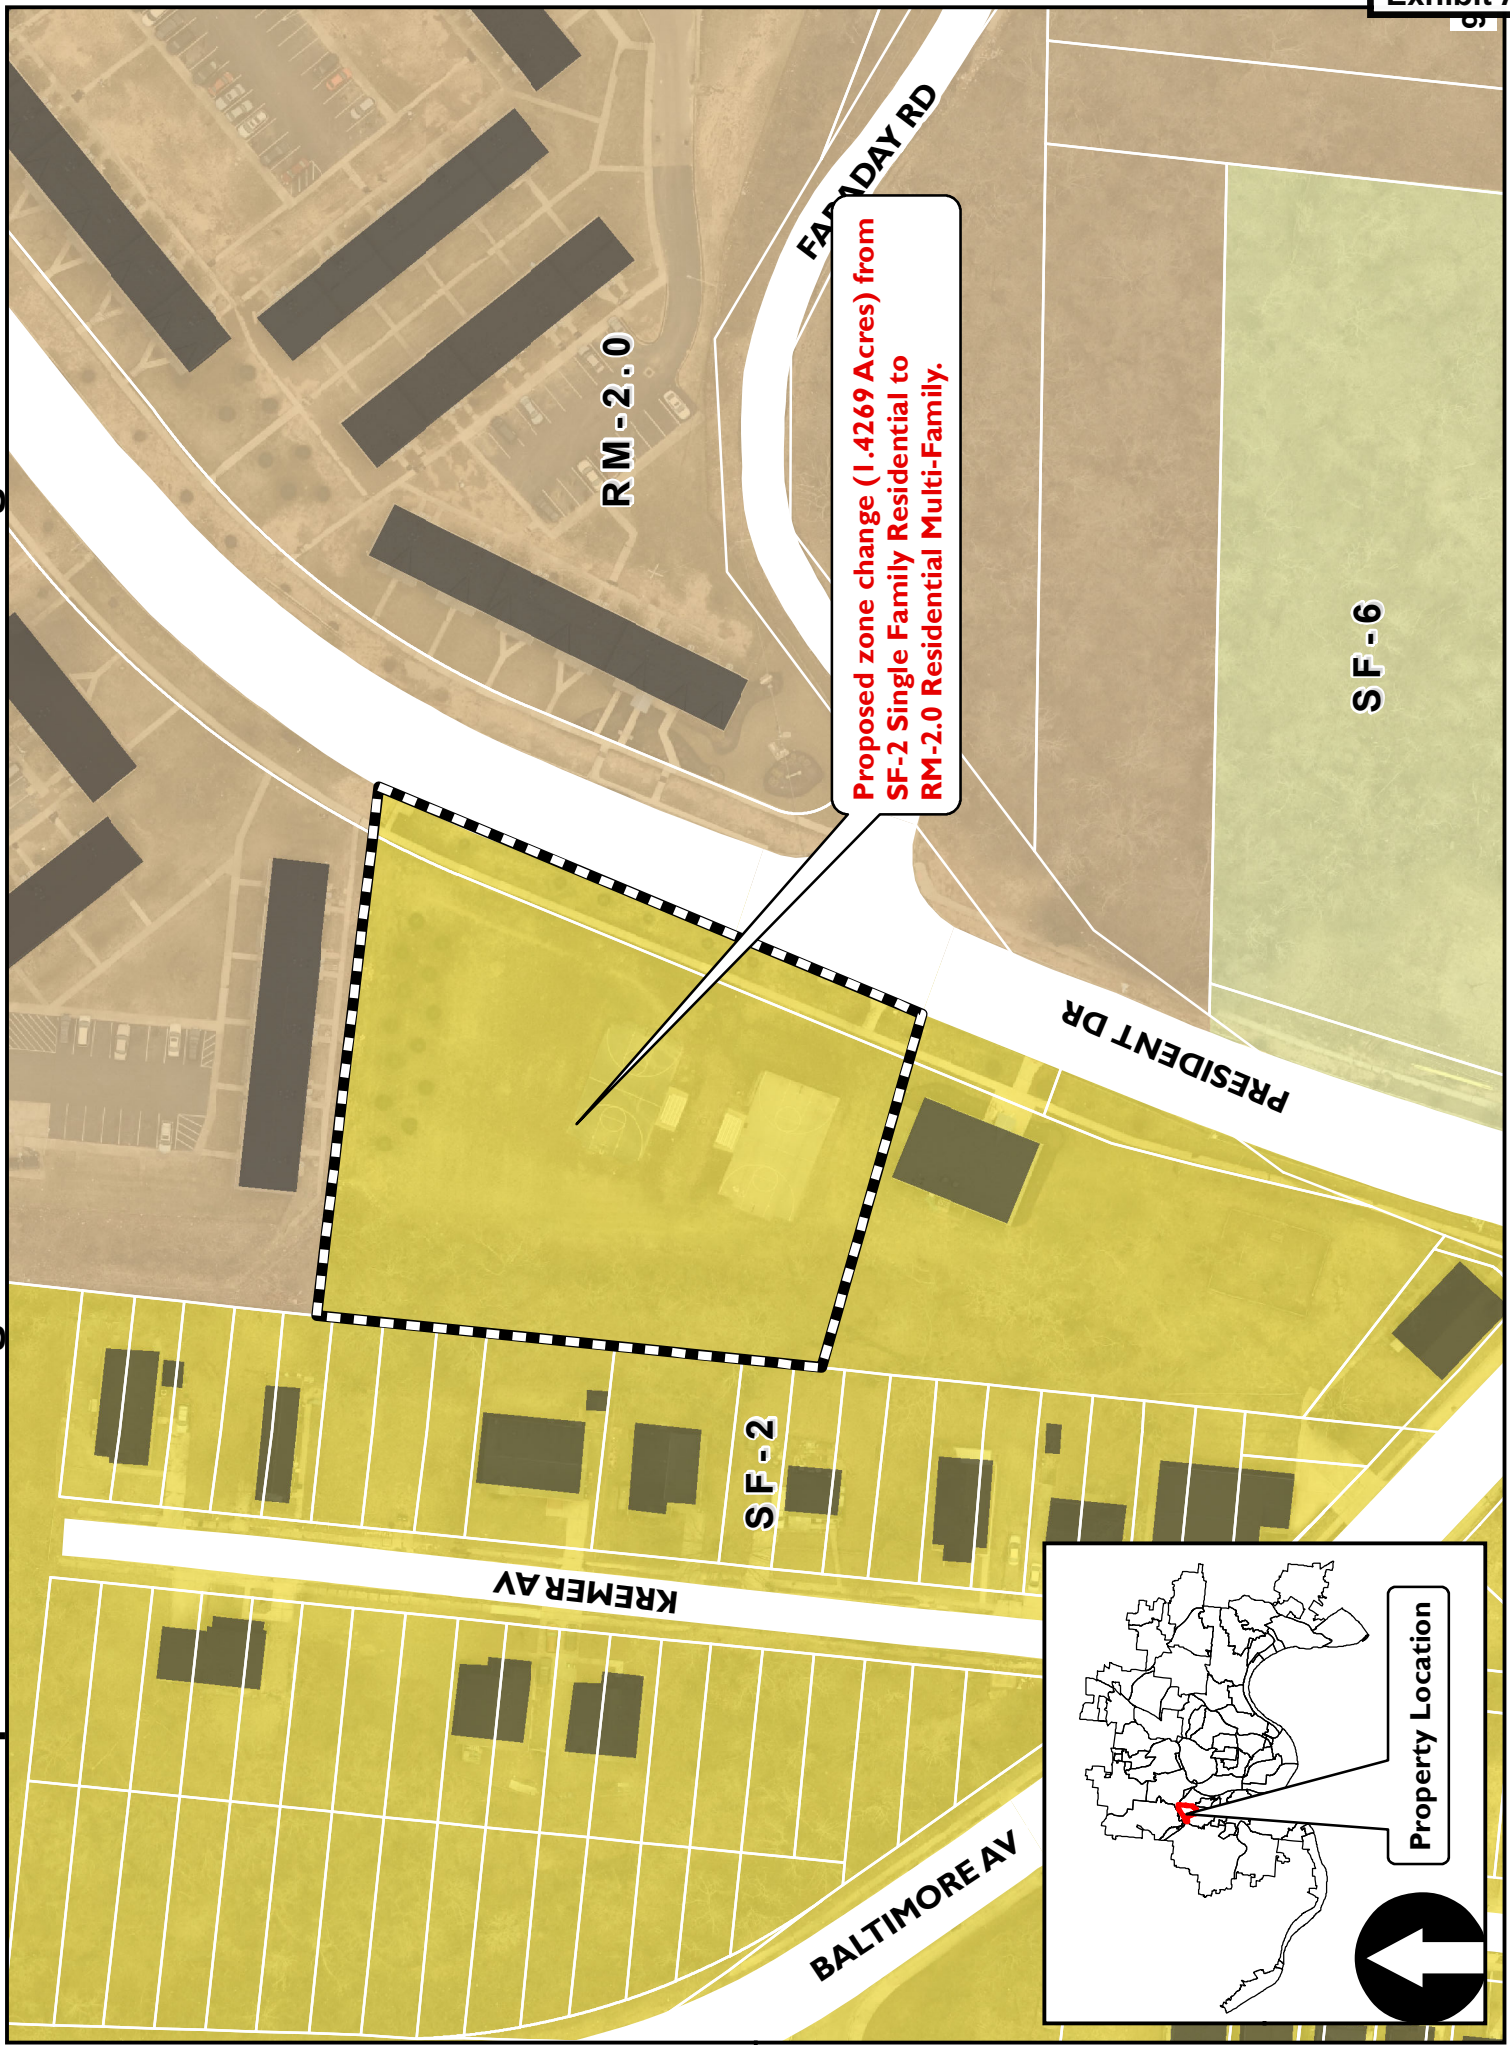 FARADAY RD
RM-2.0
Proposed zone change (1.4269 Acres) from
SF-2 Single Family Residential to
RM-2.0 Residential Multi-Family.
SF-6
PRESIDENT DR
SF-2
KREMER AV
BALTIMORE AV
Property Location